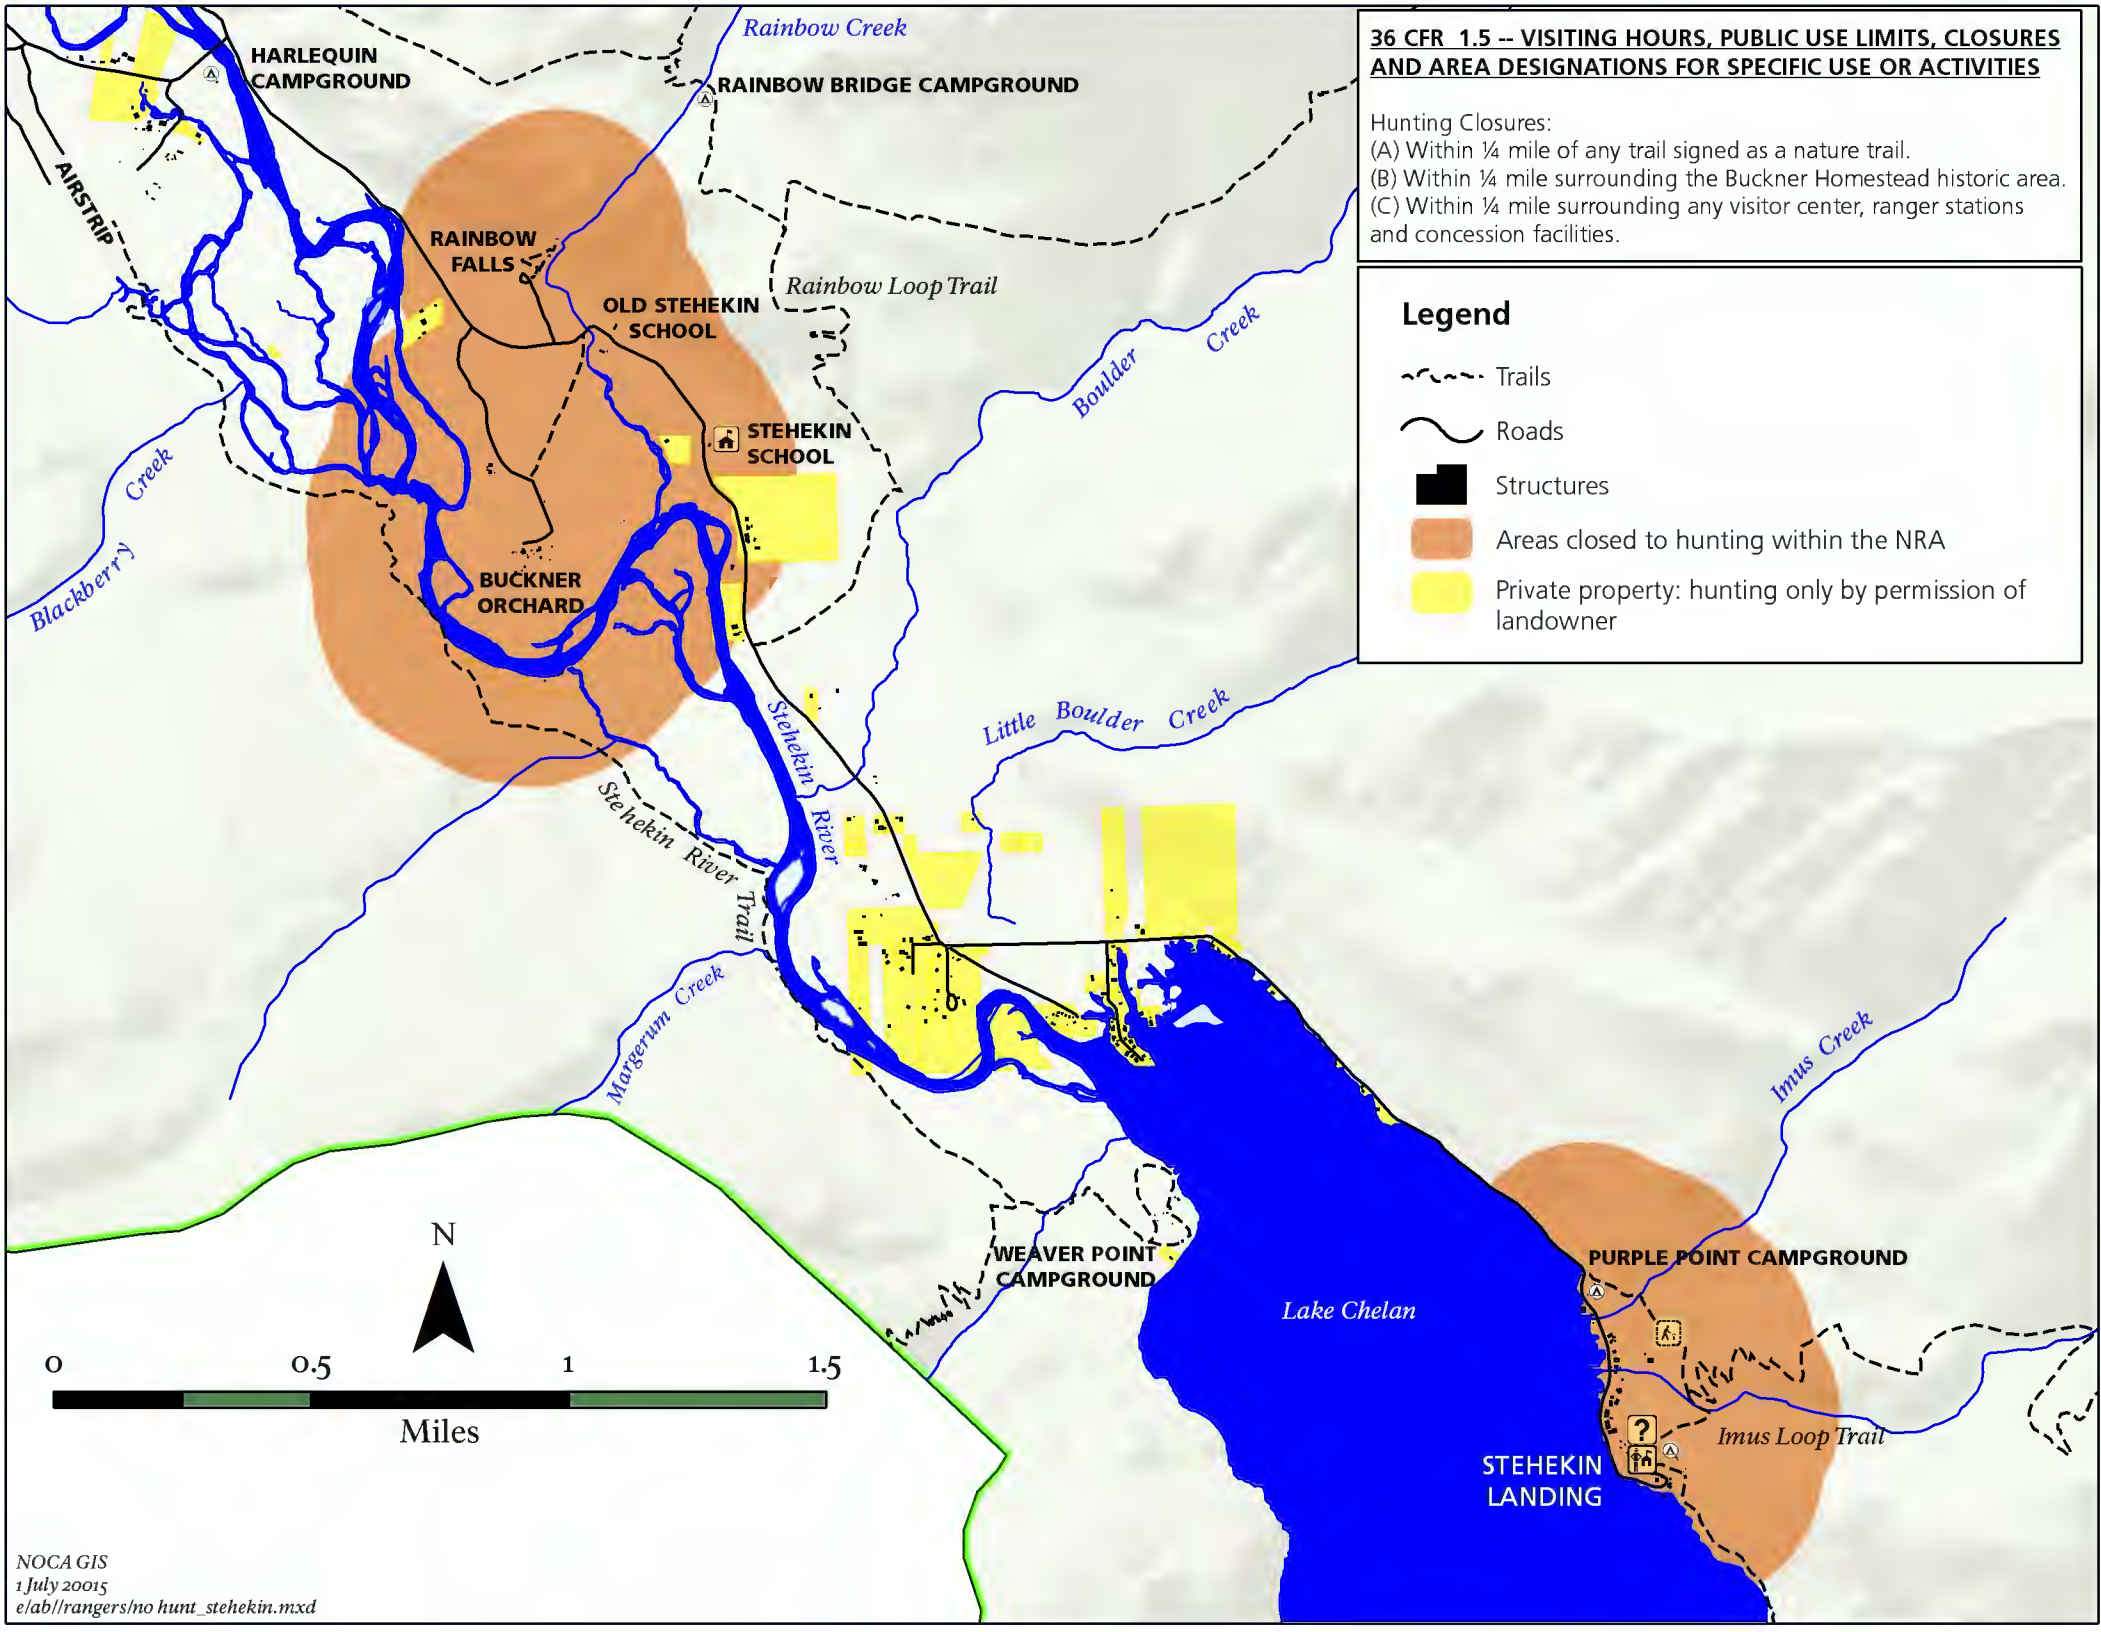 Rainbow Creek
HARLEQUIN
CAMPGROUND
RAINBOW BRIDGE CAMPGROUND
36 CFR  1.5 -- VISITING HOURS, PUBLIC USE LIMITS, CLOSURES
AND AREA DESIGNATIONS FOR SPECIFIC USE OR ACTIVITIES
Hunting Closures:
(A) Within ¼ mile of any trail signed as a nature trail.
(B) Within ¼ mile surrounding the Buckner Homestead historic area.
(C) Within ¼ mile surrounding any visitor center, ranger stations
and concession facilities.
AIRSTRIP
RAINBOW
FALLS
Rainbow Loop Trail
OLD STEHEKIN
SCHOOL
Boulder Creek
Legend
Trails
Roads
Structures
Areas closed to hunting within the NRA
Private property: hunting only by permission of
landowner
STEHEKIN
SCHOOL
Blackberry Creek
BUCKNER
ORCHARD
Stehekin River
Little Boulder Creek
Stehekin River Trail
Margerum Creek
Imus Creek
WEAVER POINT
CAMPGROUND
PURPLE POINT CAMPGROUND
Lake Chelan
N
0 0.5 1 1.5
Miles
?
Imus Loop Trail
STEHEKIN
LANDING
NOCA GIS
1 July 20015
e/ab//rangers/no hunt_stehekin.mxd